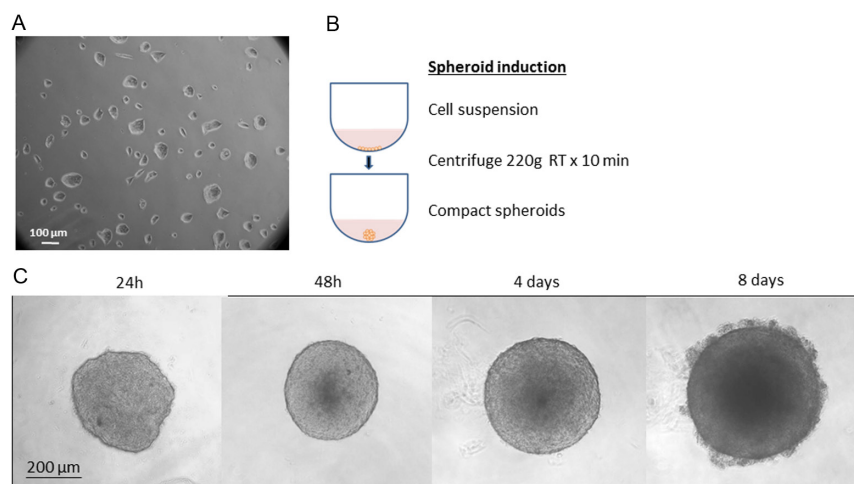 A
B
100 µm
Spheroid induction
Cell suspension
Centrifuge 220g RT x 10 min
Compact spheroids
C
24h
48h
4 days
8 days
200 µm